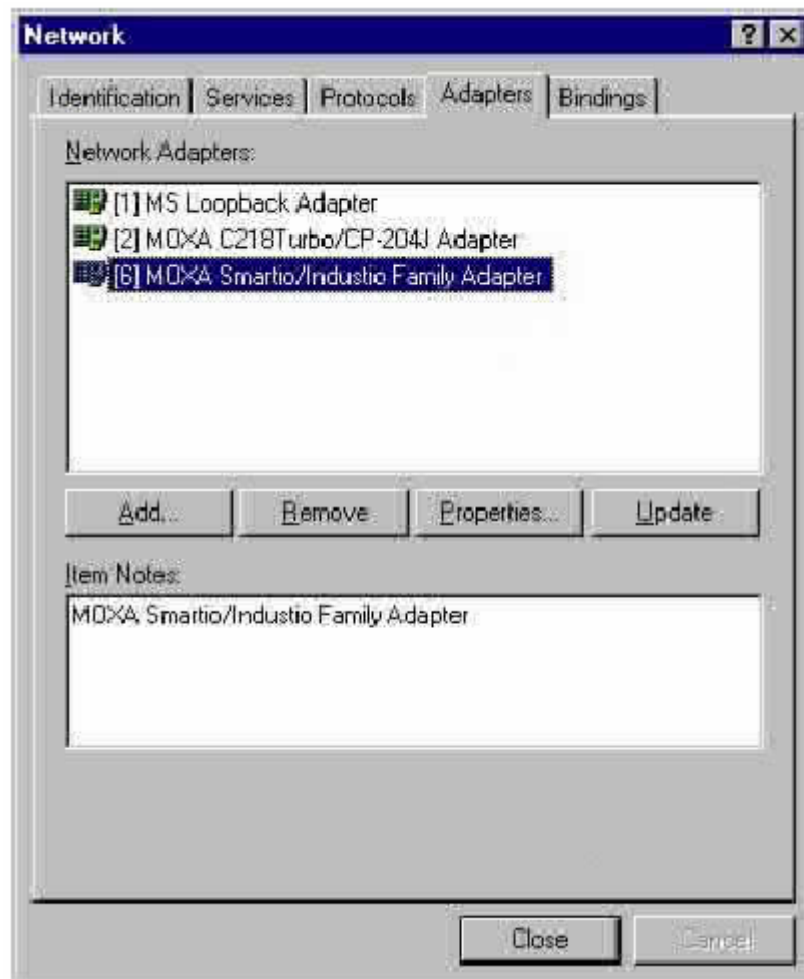 Network
Identification Services Protocols Adapters Bindings
Network Adapters:
[1] MS Loopback Adapter
[2] MOXA C218Turbo/CP-204J Adapter
[6] MOXA Smartio/Industio Family Adapter
Add... Remove Properties... Update
Item Notes:
MOXA Smartio/Industio Family Adapter
Close Cancel